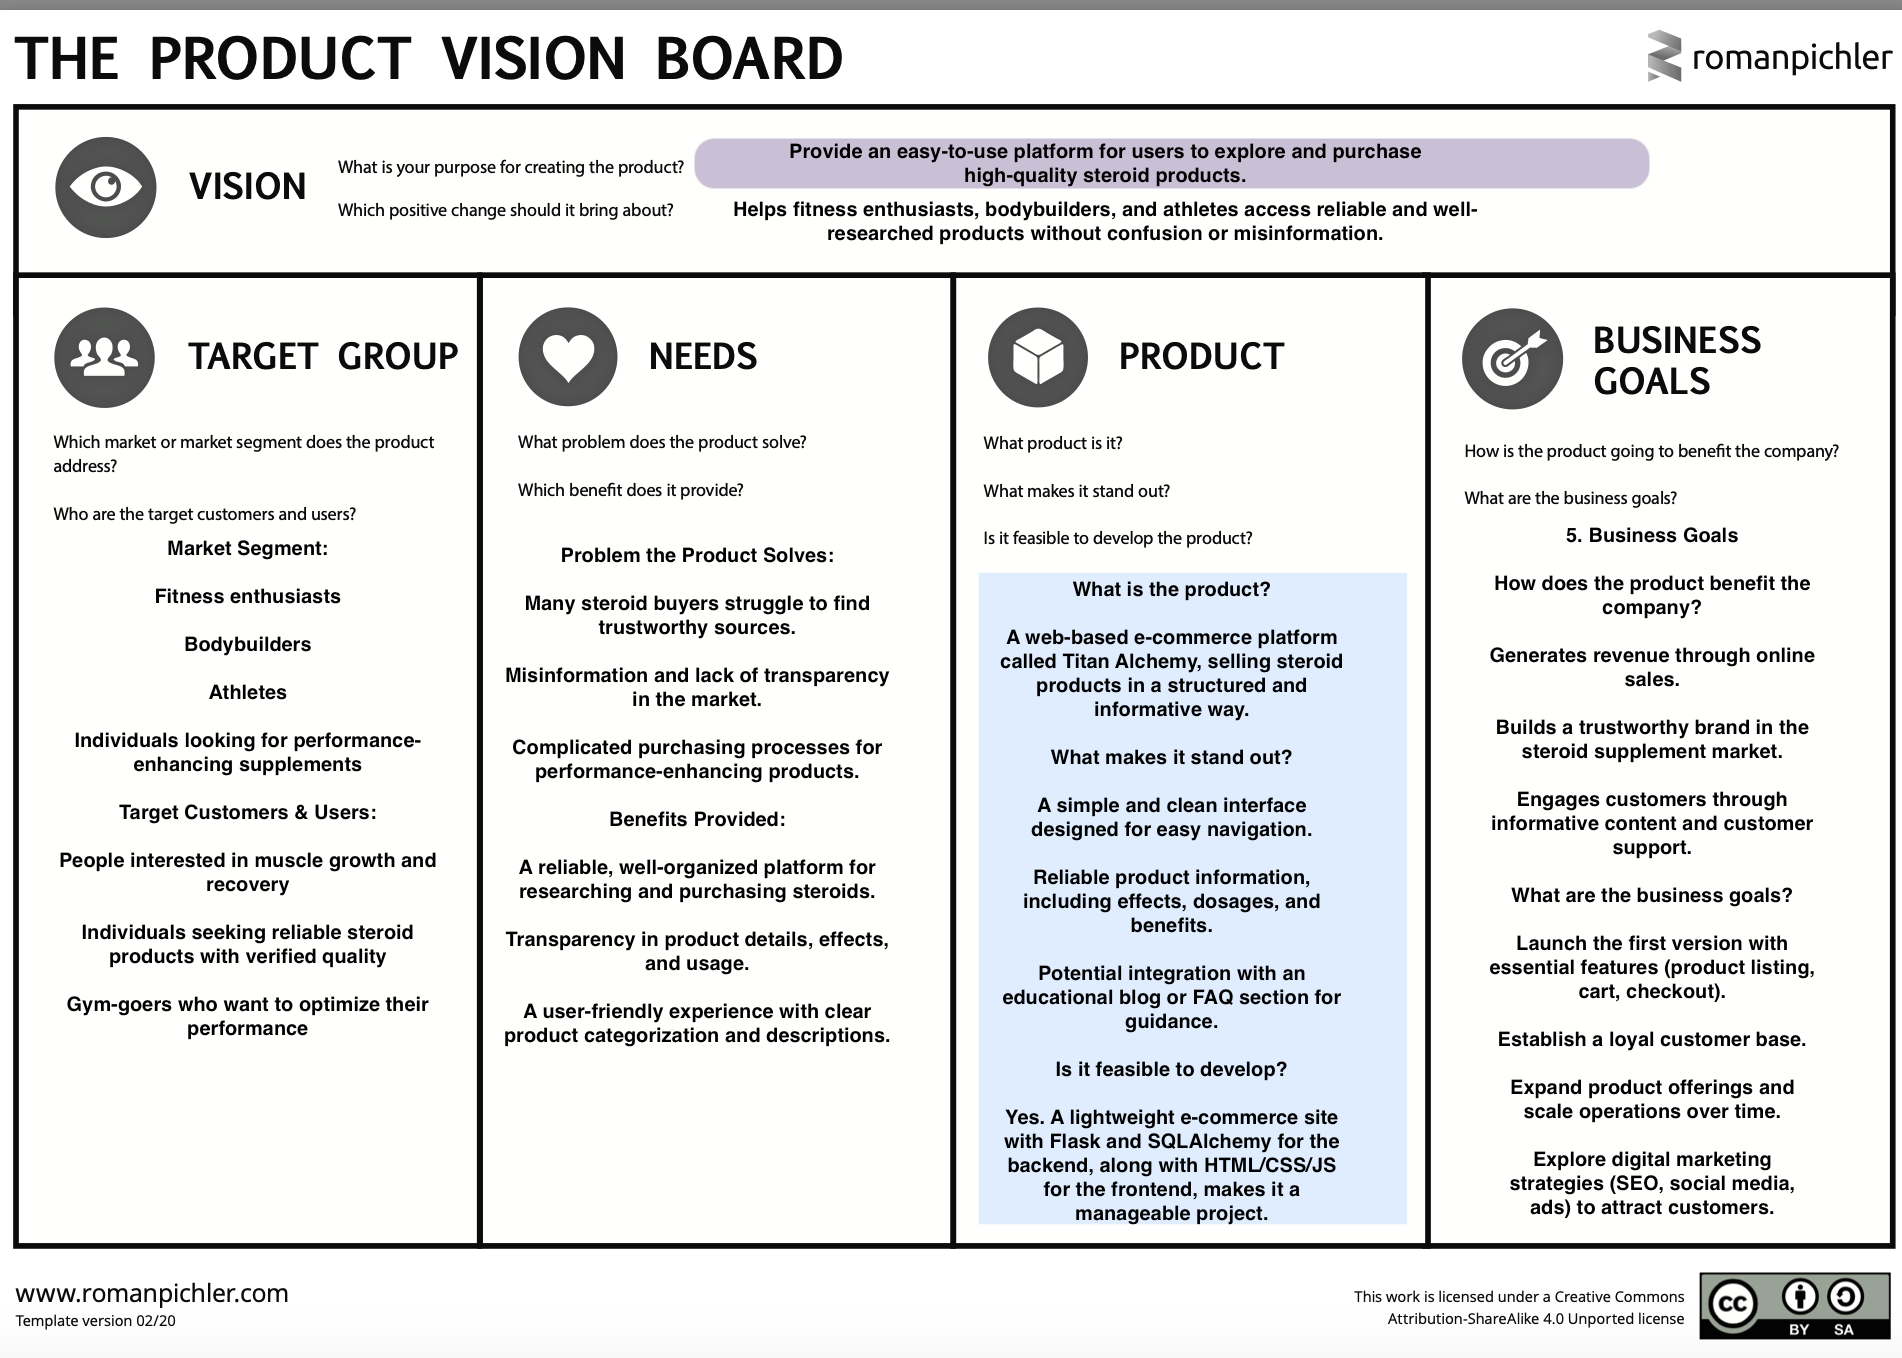 THE PRODUCT VISION BOARD
romanpichler
VISION
What is your purpose for creating the product?
Provide an easy-to-use platform for users to explore and purchase
high-quality steroid products.
Which positive change should it bring about?
Helps fitness enthusiasts, bodybuilders, and athletes access reliable and well-
researched products without confusion or misinformation.
TARGET GROUP
Which market or market segment does the product
address?
Who are the target customers and users?
Market Segment:
Fitness enthusiasts
Bodybuilders
Athletes
Individuals looking for performance-
enhancing supplements
Target Customers & Users:
People interested in muscle growth and
recovery
Individuals seeking reliable steroid
products with verified quality
Gym-goers who want to optimize their
performance
NEEDS
What problem does the product solve?
Which benefit does it provide?
Problem the Product Solves:
Many steroid buyers struggle to find
trustworthy sources.
Misinformation and lack of transparency
in the market.
Complicated purchasing processes for
performance-enhancing products.
Benefits Provided:
A reliable, well-organized platform for
researching and purchasing steroids.
Transparency in product details, effects,
and usage.
A user-friendly experience with clear
product categorization and descriptions.
PRODUCT
What product is it?
What makes it stand out?
Is it feasible to develop the product?
What is the product?
A web-based e-commerce platform
called Titan Alchemy, selling steroid
products in a structured and
informative way.
What makes it stand out?
A simple and clean interface
designed for easy navigation.
Reliable product information,
including effects, dosages, and
benefits.
Potential integration with an
educational blog or FAQ section for
guidance.
Is it feasible to develop?
Yes. A lightweight e-commerce site
with Flask and SQLAlchemy for the
backend, along with HTML/CSS/JS
for the frontend, makes it a
manageable project.
BUSINESS
GOALS
How is the product going to benefit the company?
What are the business goals?
5. Business Goals
How does the product benefit the
company?
Generates revenue through online
sales.
Builds a trustworthy brand in the
steroid supplement market.
Engages customers through
informative content and customer
support.
What are the business goals?
Launch the first version with
essential features (product listing,
cart, checkout).
Establish a loyal customer base.
Expand product offerings and
scale operations over time.
Explore digital marketing
strategies (SEO, social media,
ads) to attract customers.
www.romanpichler.com
Template version 02/20
This work is licensed under a Creative Commons
Attribution-ShareAlike 4.0 Unported license
cc
BY SA